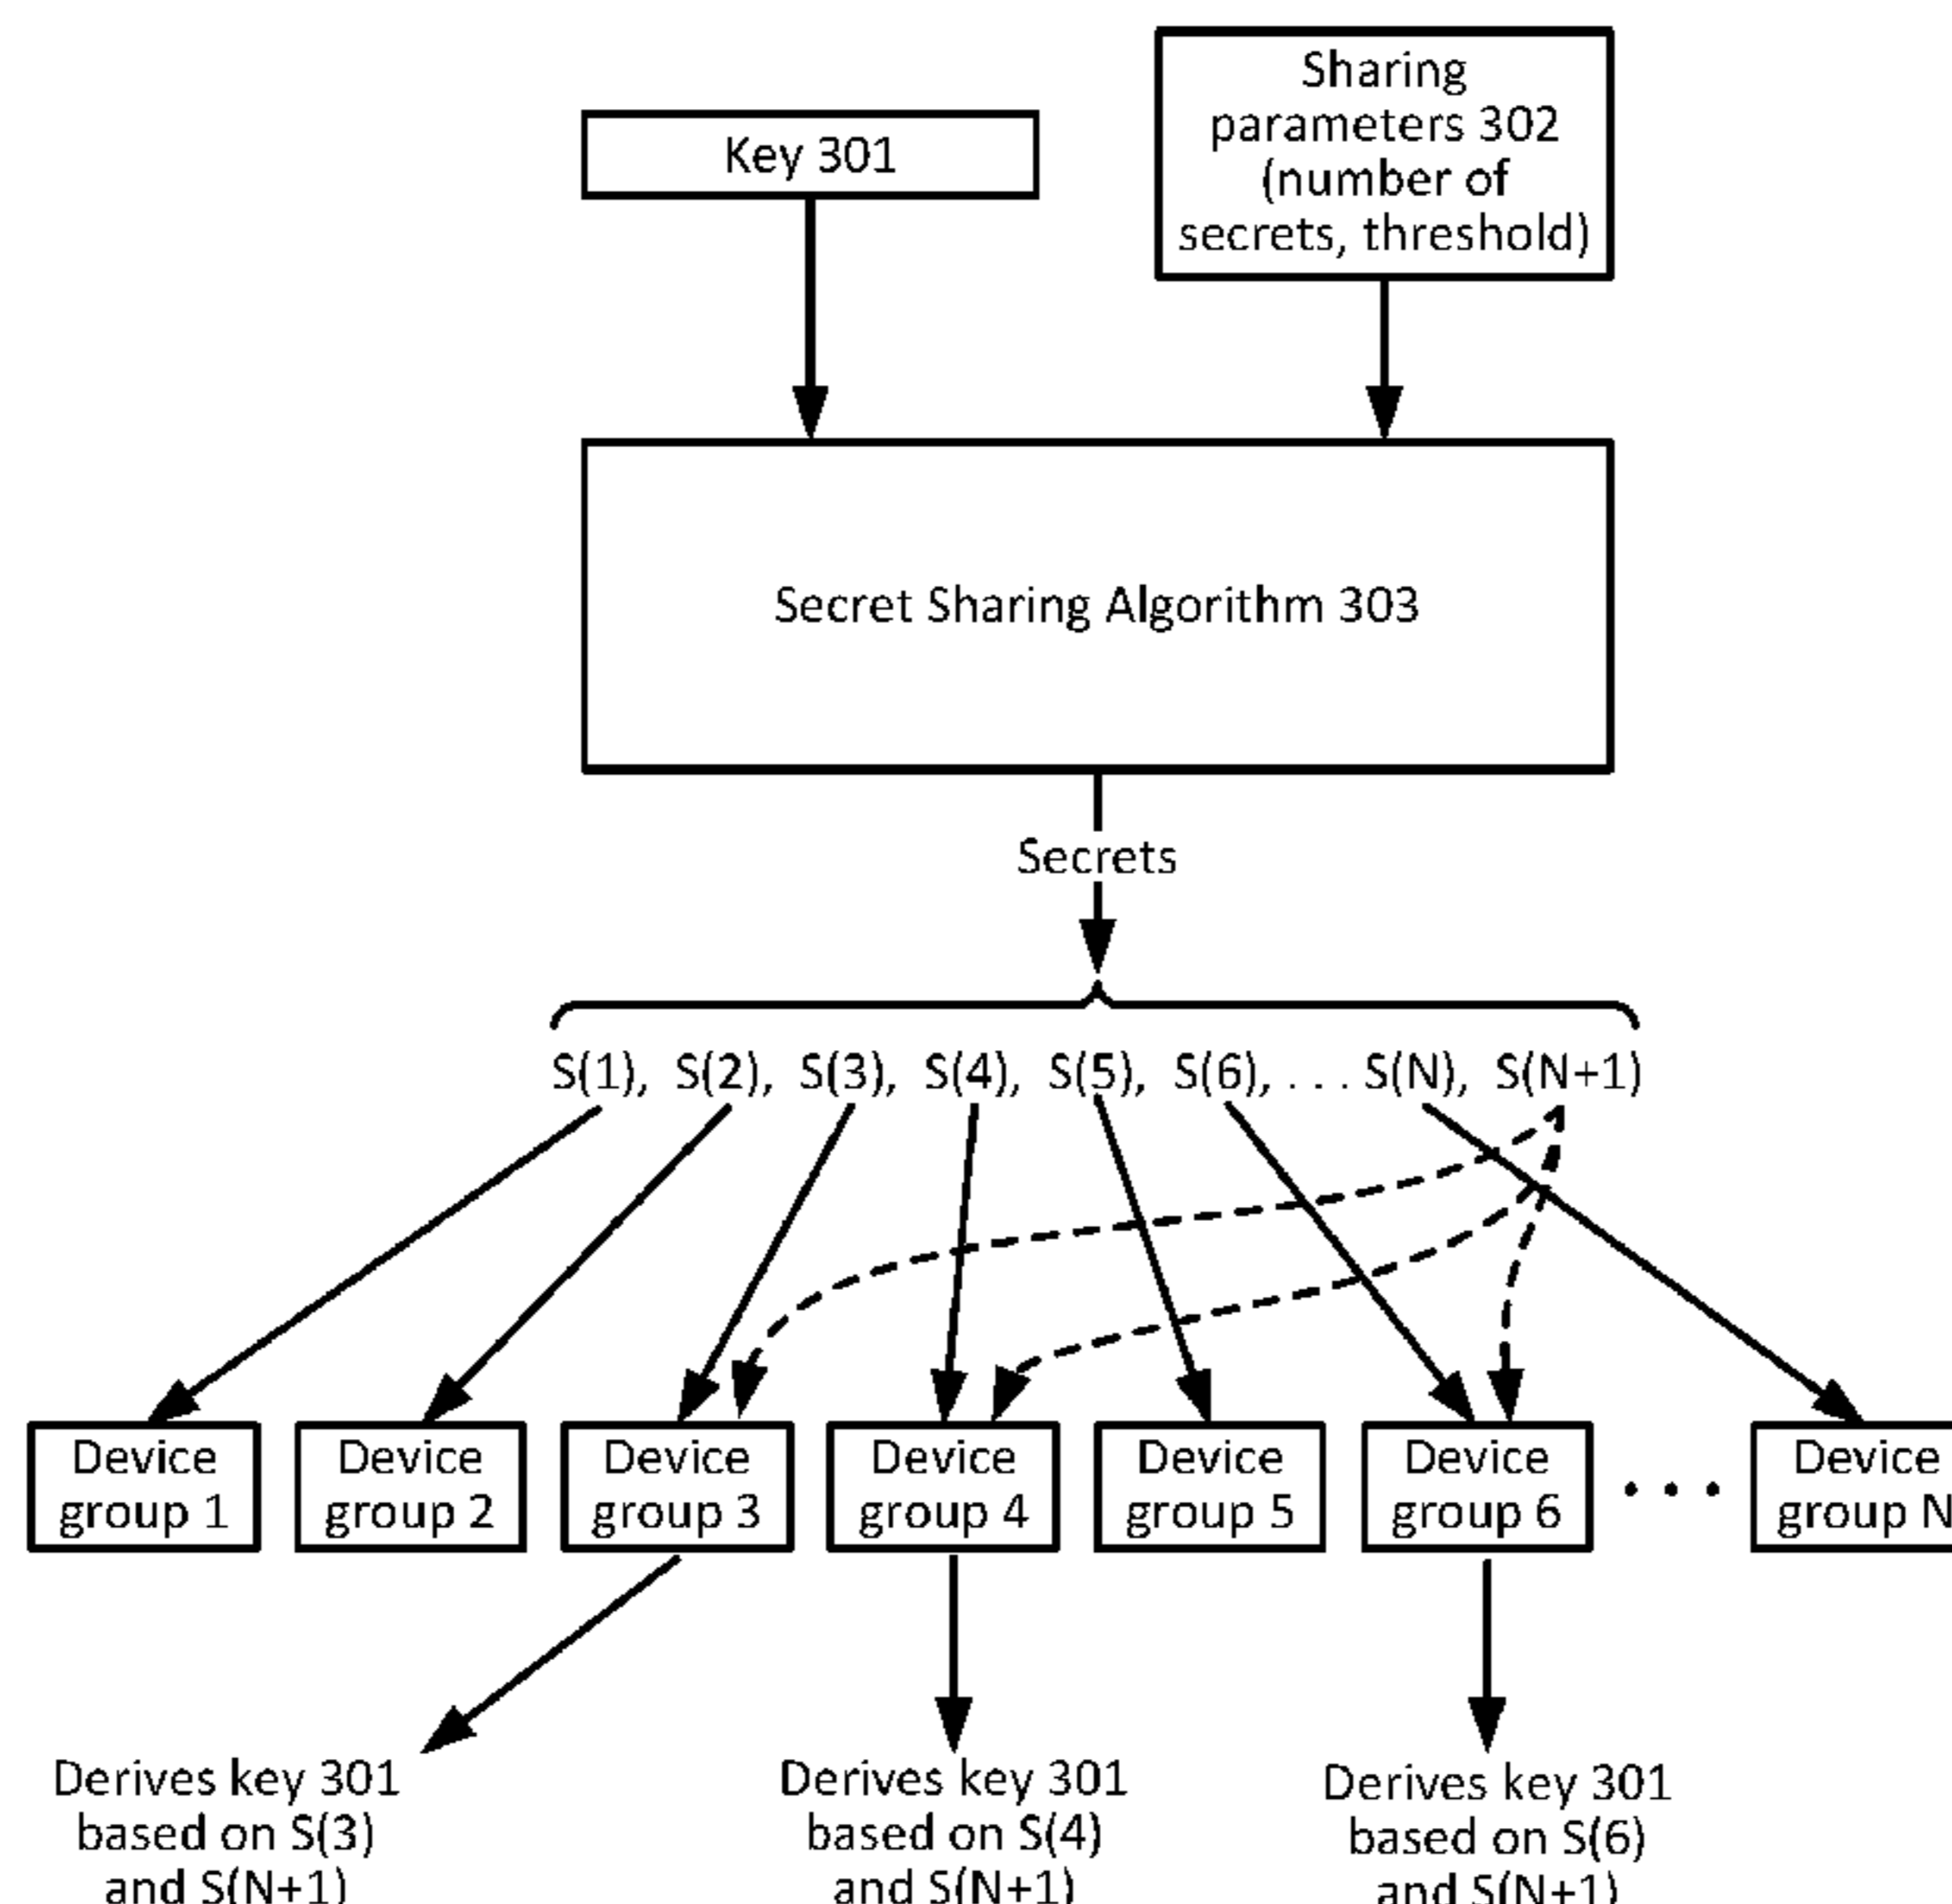 Key 301
Sharing
parameters 302
(number of
secrets, threshold)
Secret Sharing Algorithm 303
Secrets
S(1), S(2), S(3), S(4), S(5), S(6), . . . S(N), S(N+1)
Device
group 1
Device
group 2
Device
group 3
Device
group 4
Device
group 5
Device
group 6
. . .
Device
group N
Derives key 301
based on S(3)
and S(N+1)
Derives key 301
based on S(4)
and S(N+1)
Derives key 301
based on S(6)
and S(N+1)